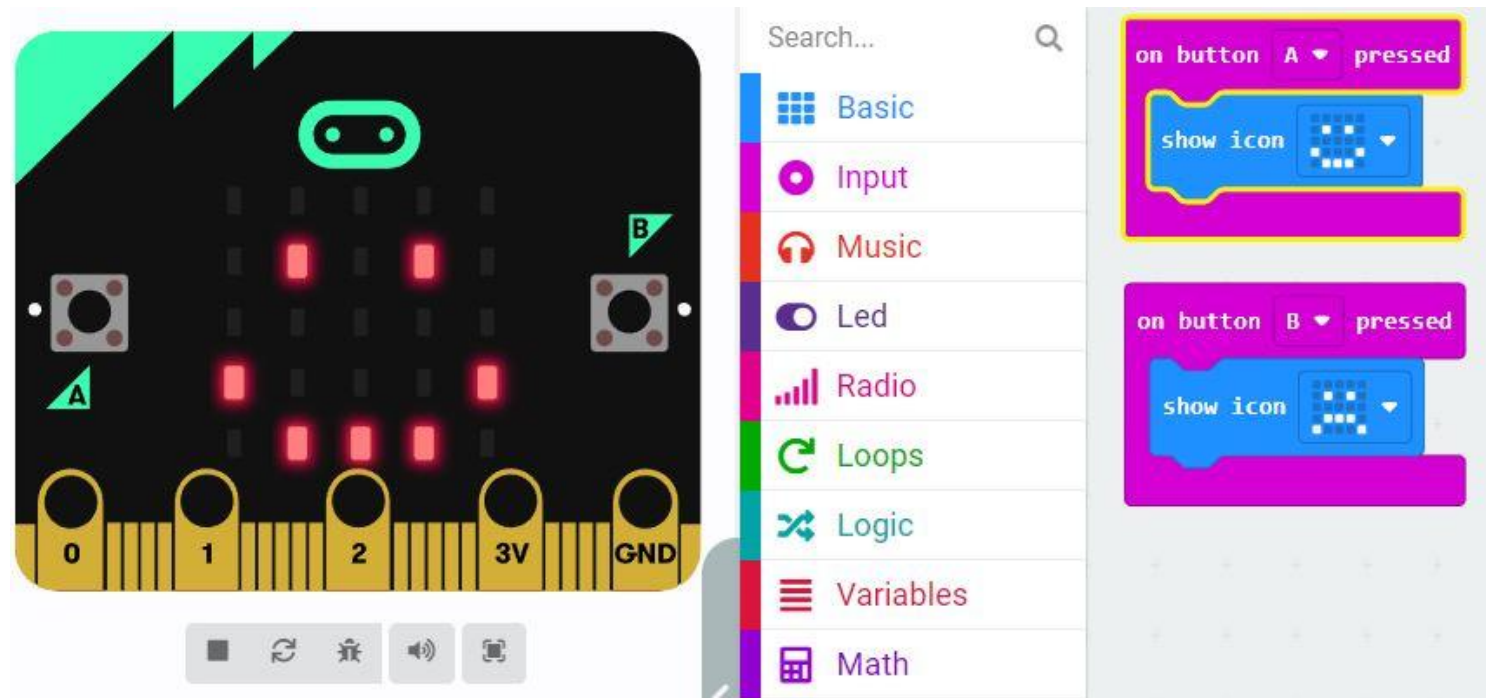 B
A
0
1
2
3V
GND
Search...
Basic
Input
Music
Led
Radio
Loops
Logic
Variables
Math
on button A pressed
show icon
on button B pressed
show icon